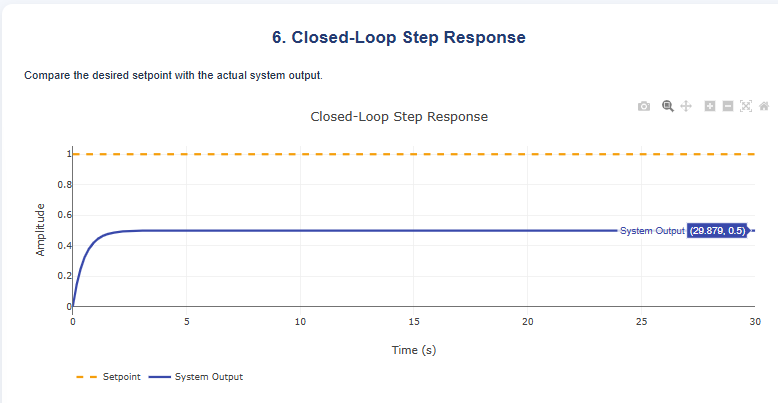 6. Closed-Loop Step Response
Compare the desired setpoint with the actual system output.
Closed-Loop Step Response
1
0.8
0.6
0.4
0.2
0
Amplitude
System Output (29.879, 0.5)
0 5 10 15 20 25 30
Time (s)
Setpoint System Output